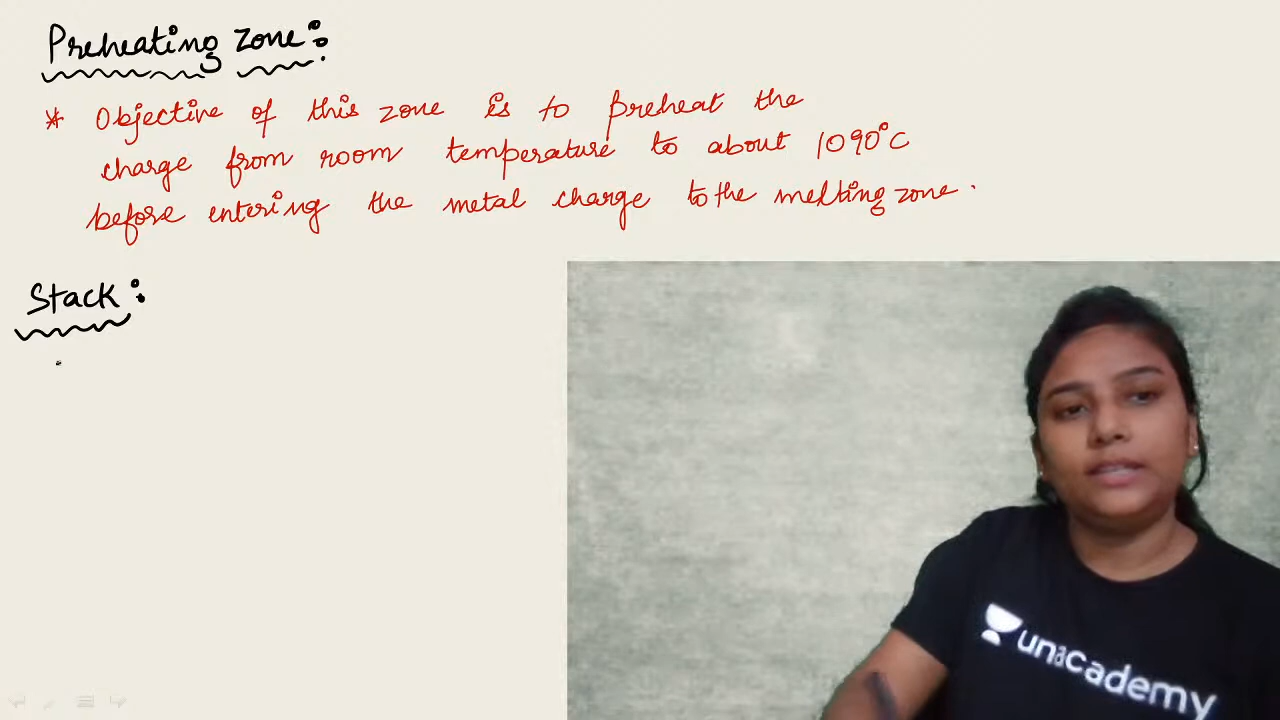 Preheating zone:
* Objective of this zone is to preheat the
charge from room temperature to about 1090°C
before entering the metal charge to the melting zone.
Stack:
unacademy